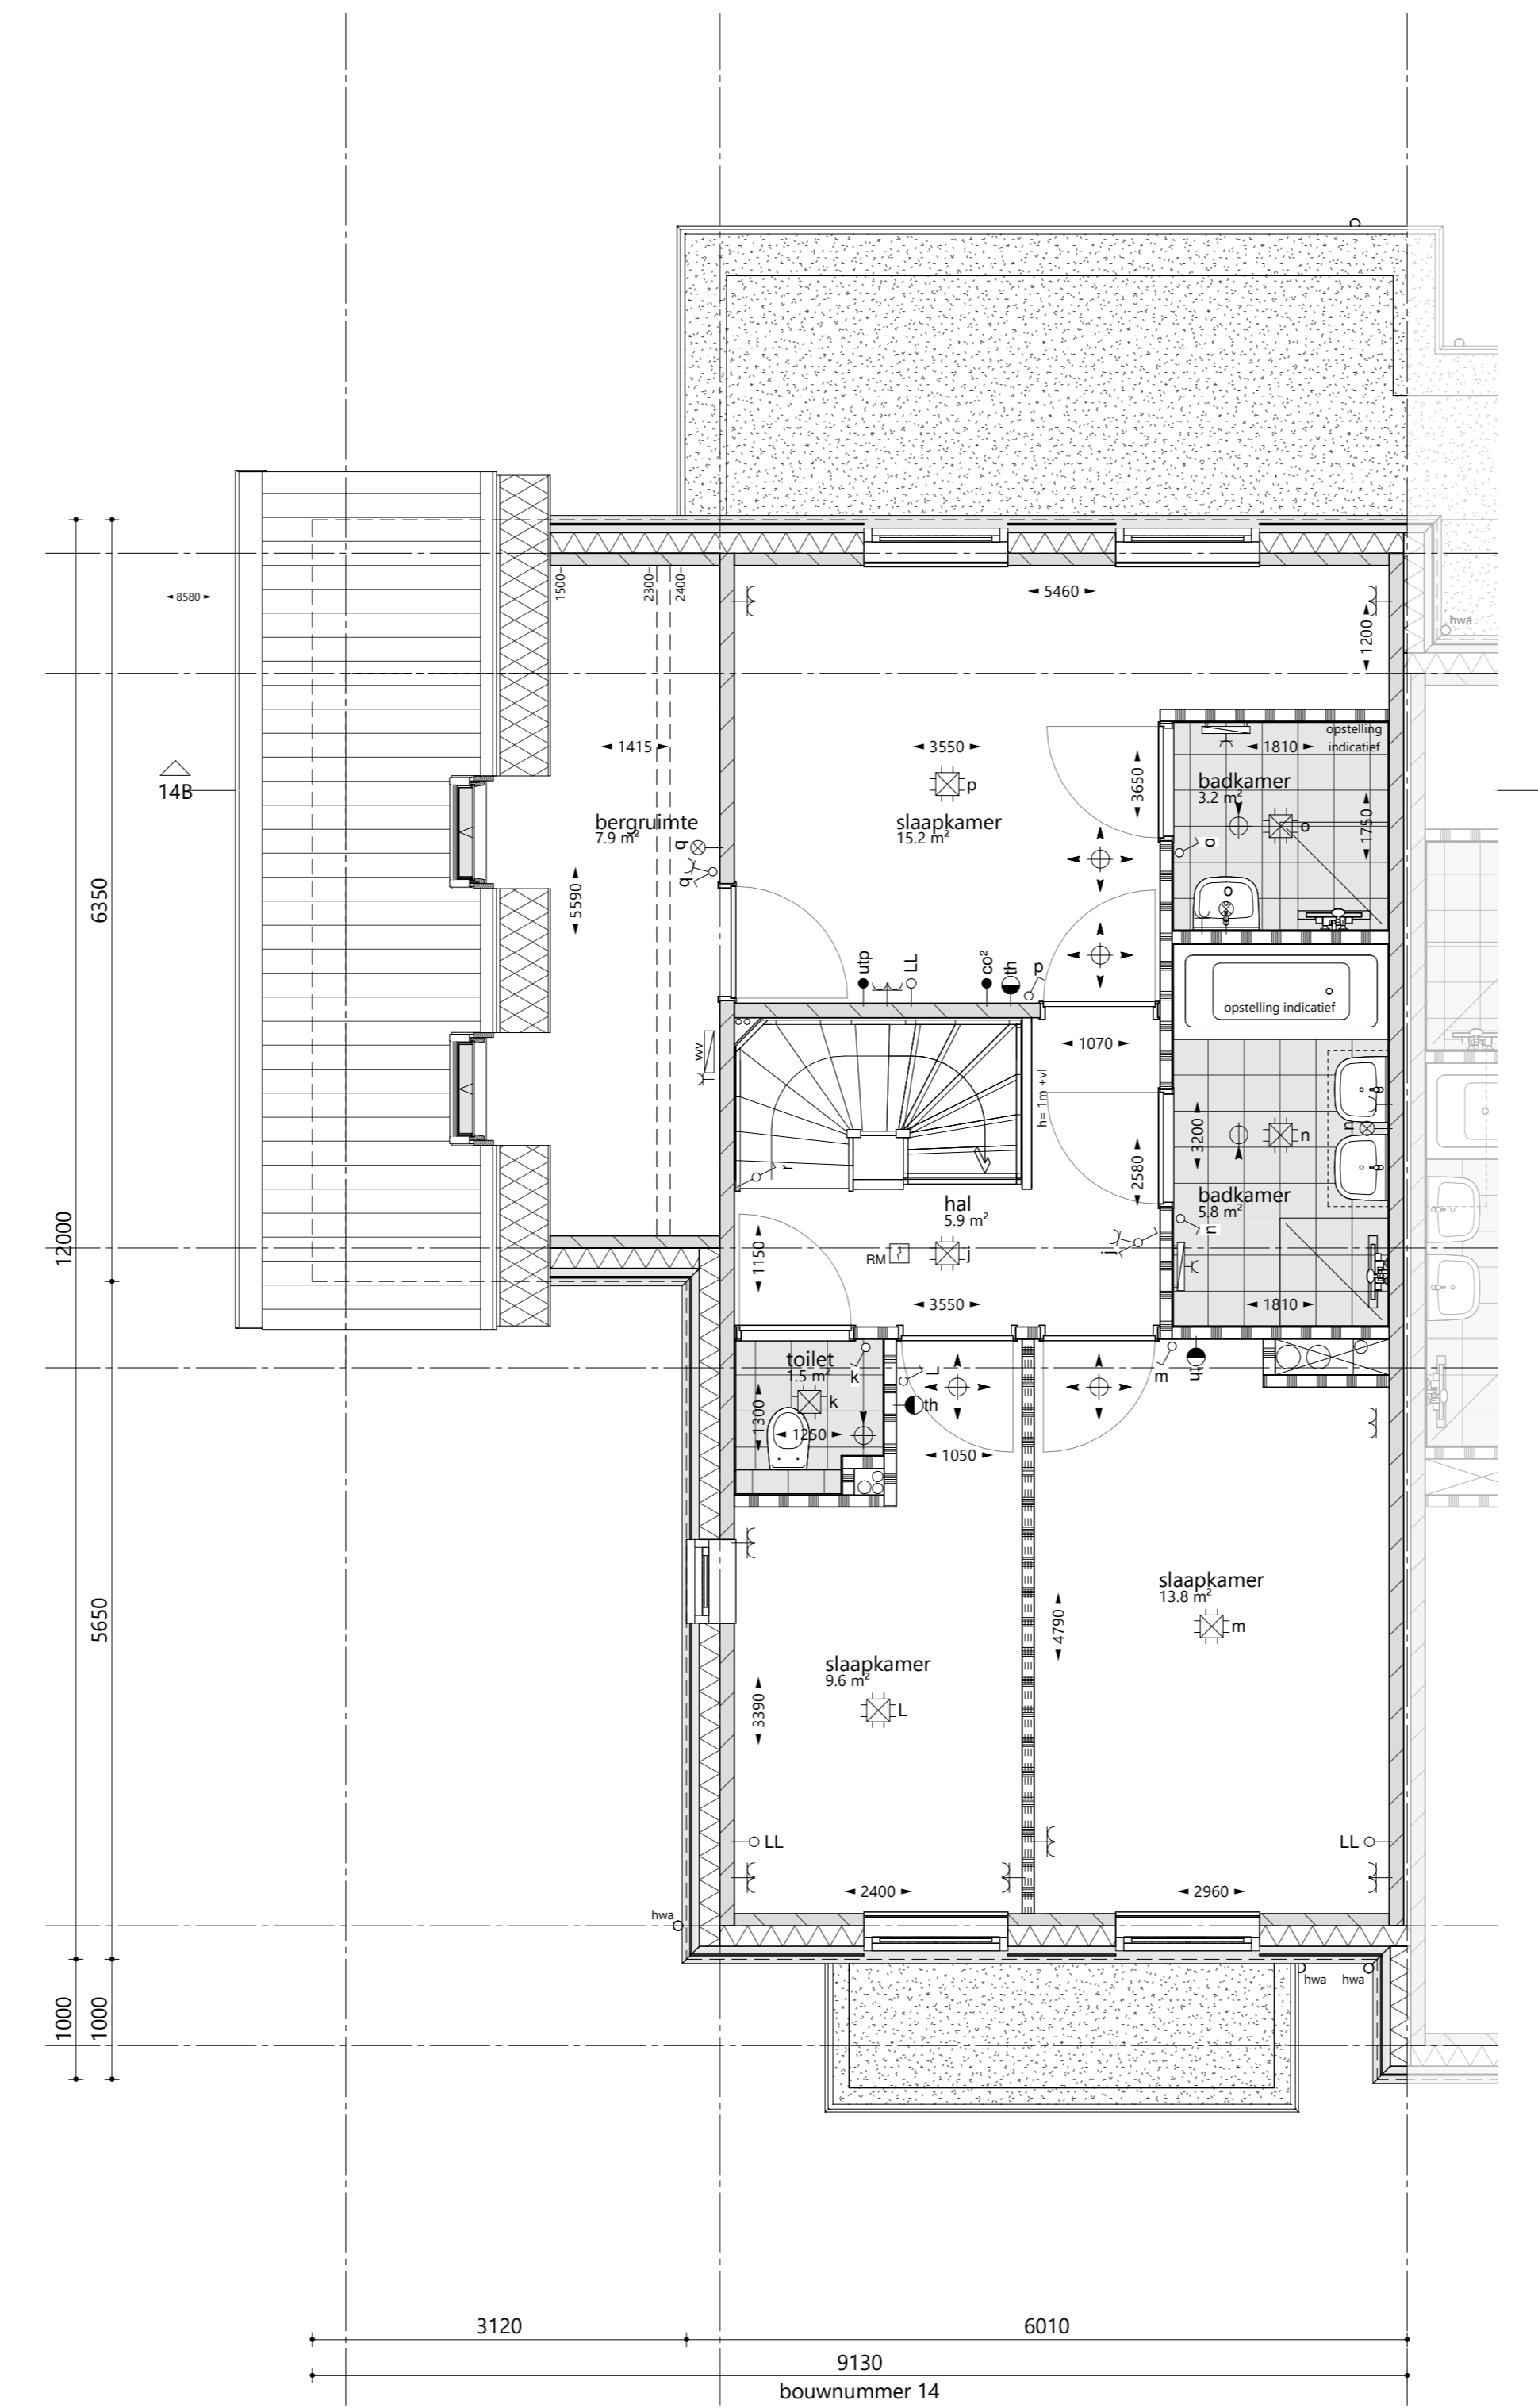 hwa
8580
1500+
2300+
2400+
5460
1200
opstelling
indicatief
1415
3550
1810
14B
p
3650
badkamer
3.2 m²
bergruimte
7.9 m²
slaapkamer
15.2 m²
o
1750
q
o
q
6350
5590
o
utp
LL
co²
th
p
opstelling indicatief
wv
1070
h= 1m +vl
n
n
3200
r
2580
hal
5.9 m²
badkamer
5.8 m²
n
12000
1150
RM
j
j
3550
1810
toilet
1.5 m²
k
L
m
th
k
th
1300
1250
1050
slaapkamer
13.8 m²
m
5650
4790
slaapkamer
9.6 m²
L
3390
LL
LL
2400
2960
hwa
hwa
hwa
1000
1000
3120
6010
9130
bouwnummer 14